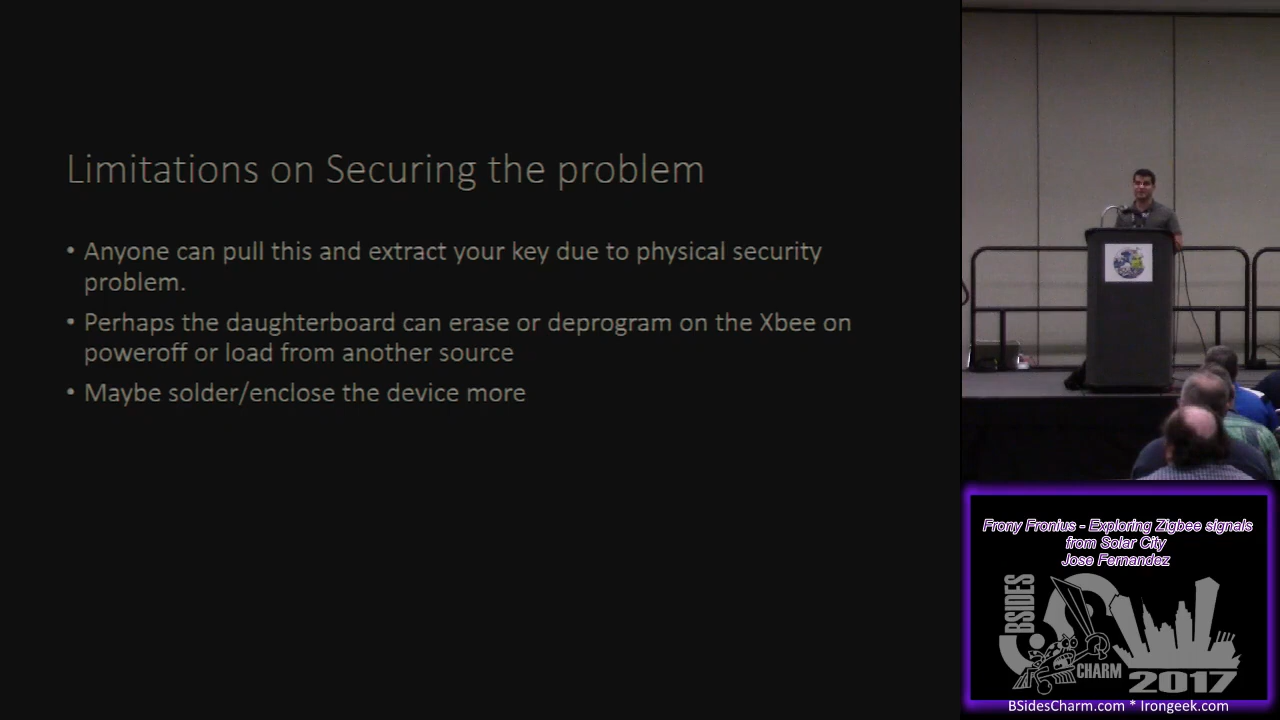 Limitations on Securing the problem
• Anyone can pull this and extract your key due to physical security
problem.
• Perhaps the daughterboard can erase or deprogram on the Xbee on
poweroff or load from another source
• Maybe solder/enclose the device more
Frony Fronius - Exploring Zigbee signals
from Solar City
Jose Fernandez
BSIDES
CHARM
2017
BSidesCharm.com * Irongeek.com